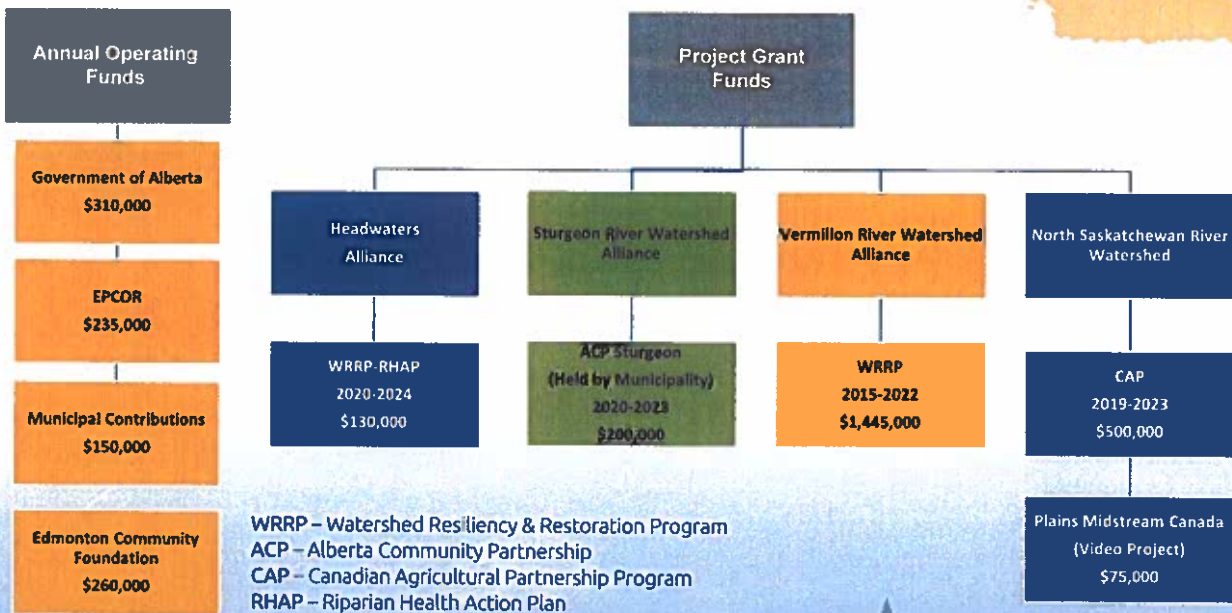 Annual Operating
Funds
Government of Alberta
$310,000
EPCOR
$235,000
Municipal Contributions
$150,000
Edmonton Community
Foundation
$260,000
Project Grant
Funds
Headwaters
Alliance
WRRP-RHAP
2020-2024
$130,000
Sturgeon River Watershed
Alliance
ACP Sturgeon
(Held by Municipality)
2020-2023
$200,000
Vermilion River Watershed
Alliance
WRRP
2015-2022
$1,445,000
North Saskatchewan River
Watershed
CAP
2019-2023
$500,000
Plains Midstream Canada
(Video Project)
$75,000
WRRP – Watershed Resiliency & Restoration Program
ACP – Alberta Community Partnership
CAP – Canadian Agricultural Partnership Program
RHAP – Riparian Health Action Plan